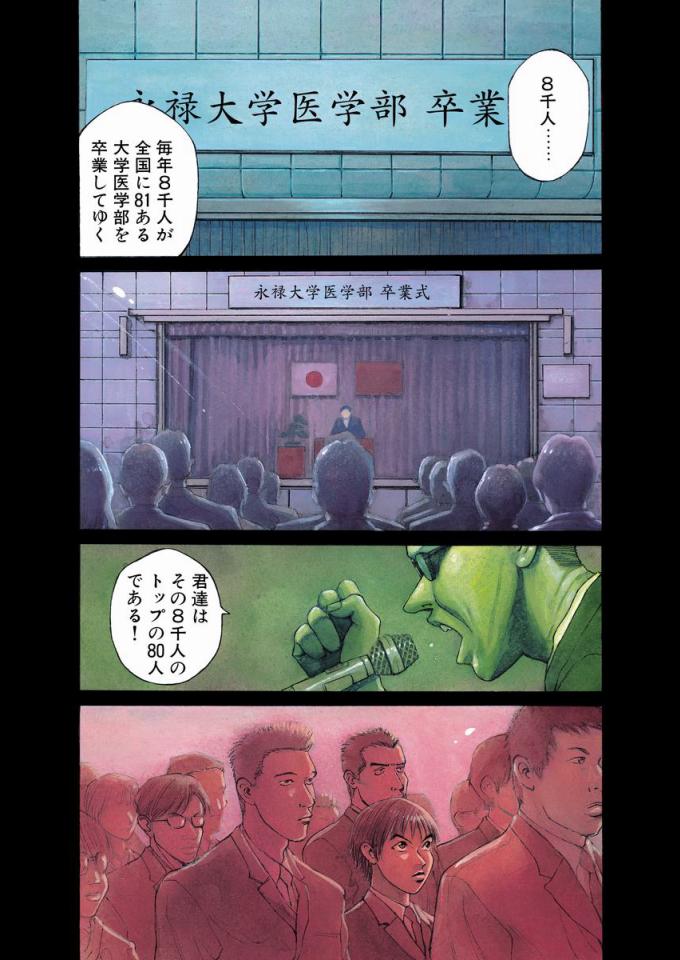 ８千人……
永禄大学医学部 卒業
毎年８千人が
全国に81ある
大学医学部を
卒業してゆく
永禄大学医学部 卒業式
君達は
その８千人の
トップの80人
である！